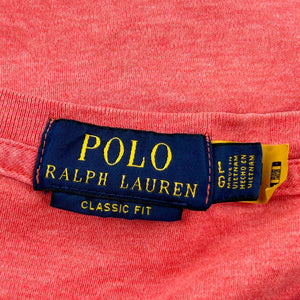 POLO
RALPH LAUREN
CLASSIC FIT
L
G
MADE IN
VIETNAM
HECHO EN
VIETNAM